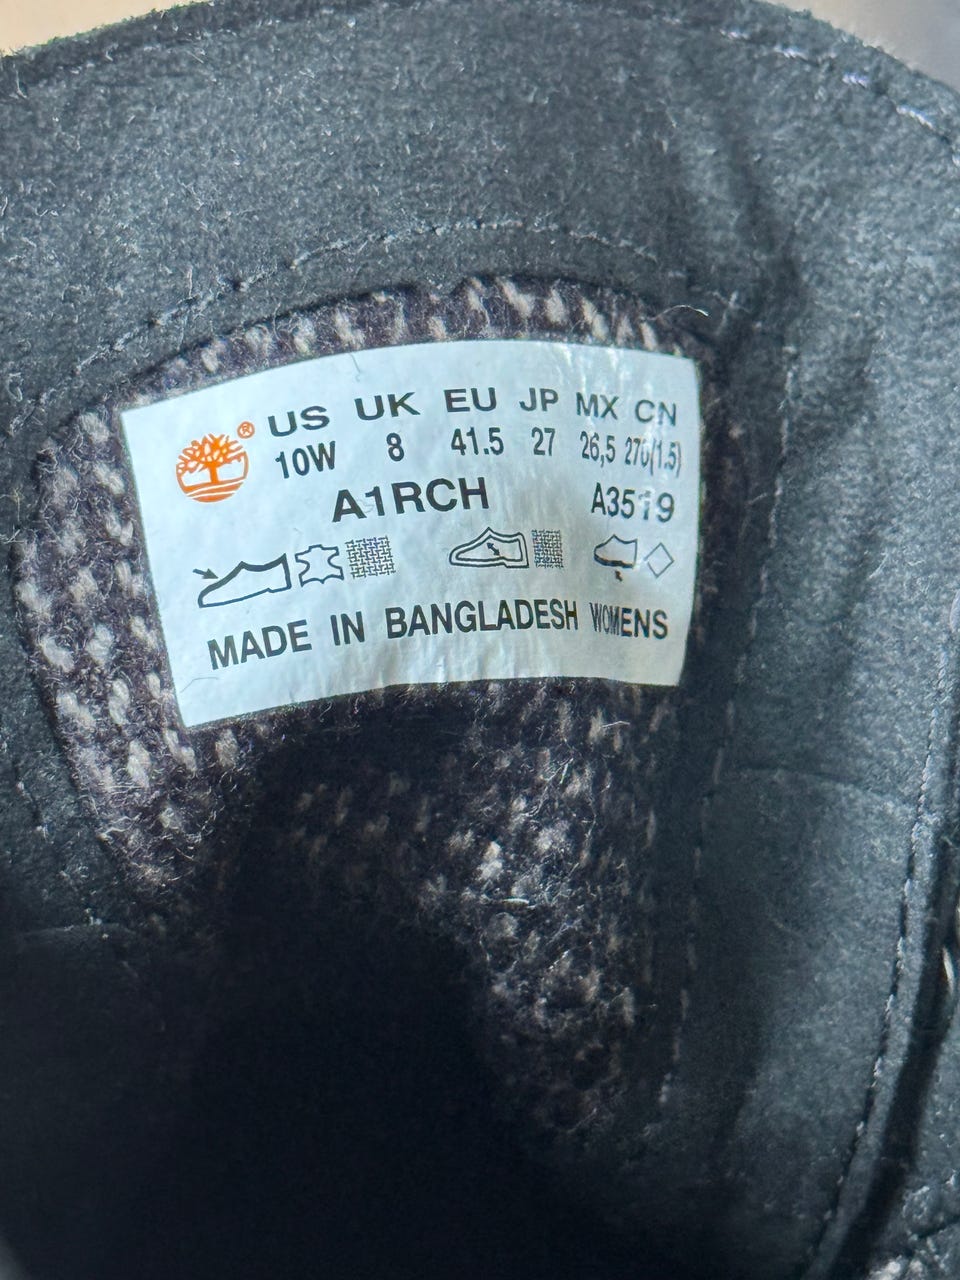 US UK EU JP MX CN
10W 8 41.5 27 26,5 270(1.5)
A1RCH A3519
MADE IN BANGLADESH WOMENS